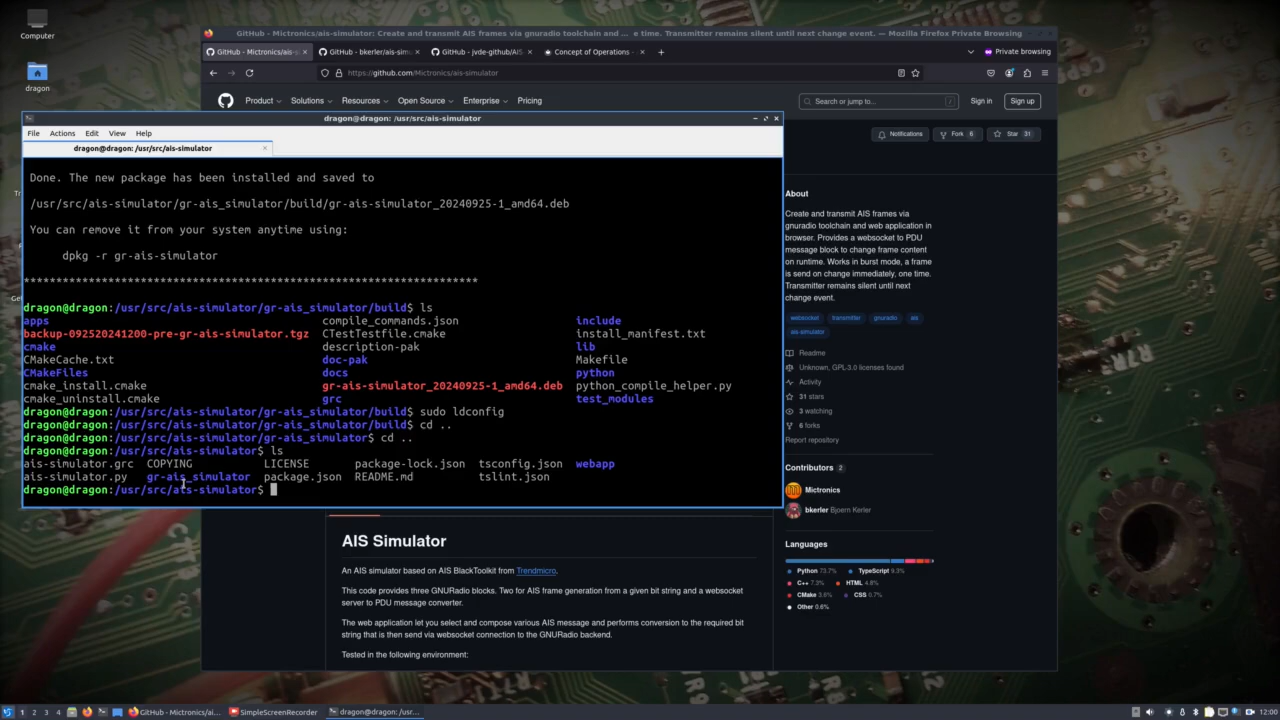 Computer
dragon
GitHub - Mictronics/ais-simulator: Create and transmit AIS frames via gnuradio toolchain and ... e time. Transmitter remains silent until next change event. — Mozilla Firefox Private Browsing
GitHub - Mictronics/ais-s
GitHub - bkerler/ais-simu
GitHub - jvde-github/AIS
Concept of Operations -
Private browsing
https://github.com/Mictronics/ais-simulator
Product
Solutions
Resources
Open Source
Enterprise
Pricing
Search or jump to...
/
Sign in
Sign up
dragon@dragon: /usr/src/ais-simulator
File Actions Edit View Help
dragon@dragon: /usr/src/ais-simulator
Notifications
Fork 6
Star 31
Done. The new package has been installed and saved to
/usr/src/ais-simulator/gr-ais_simulator/build/gr-ais-simulator_20240925-1_amd64.deb
You can remove it from your system anytime using:
dpkg -r gr-ais-simulator
**********************************************************************
dragon@dragon:/usr/src/ais-simulator/gr-ais_simulator/build$ ls
apps compile_commands.json include
backup-092520241200-pre-gr-ais-simulator.tgz CTestTestfile.cmake install_manifest.txt
cmake description-pak lib
CMakeCache.txt doc-pak Makefile
CMakeFiles docs python
cmake_install.cmake gr-ais-simulator_20240925-1_amd64.deb python_compile_helper.py
cmake_uninstall.cmake grc test_modules
dragon@dragon:/usr/src/ais-simulator/gr-ais_simulator/build$ sudo ldconfig
dragon@dragon:/usr/src/ais-simulator/gr-ais_simulator/build$ cd ..
dragon@dragon:/usr/src/ais-simulator/gr-ais_simulator$ cd ..
dragon@dragon:/usr/src/ais-simulator$ ls
ais-simulator.grc COPYING LICENSE package-lock.json tsconfig.json webapp
ais-simulator.py gr-ais_simulator package.json README.md tslint.json
dragon@dragon:/usr/src/ais-simulator$
About
Create and transmit AIS frames via
gnuradio toolchain and web application in
browser. Provides a websocket to PDU
message block to change frame content
on runtime. Works in burst mode, a frame
is send on change immediately, one time.
Transmitter remains silent until next
change event.
websocket transmitter gnuradio ais
ais-simulator
Readme
Unknown, GPL-3.0 licenses found
Activity
31 stars
3 watching
6 forks
Report repository
Contributors 2
Mictronics
bkerler Bjoern Kerler
Languages
Python 73.7% TypeScript 9.3%
C++ 7.3% HTML 4.8%
CMake 3.6% CSS 0.7%
Other 0.6%
AIS Simulator
An AIS simulator based on AIS BlackToolkit from Trendmicro.
This code provides three GNURadio blocks. Two for AIS frame generation from a given bit string and a websocket
server to PDU message converter.
The web application let you select and compose various AIS message and performs conversion to the required bit
string that is then send via websocket connection to the GNURadio backend.
Tested in the following environment:
1 2 3 4
GitHub - Mictronics/ai...
SimpleScreenRecorder
dragon@dragon: /usr...
12:00